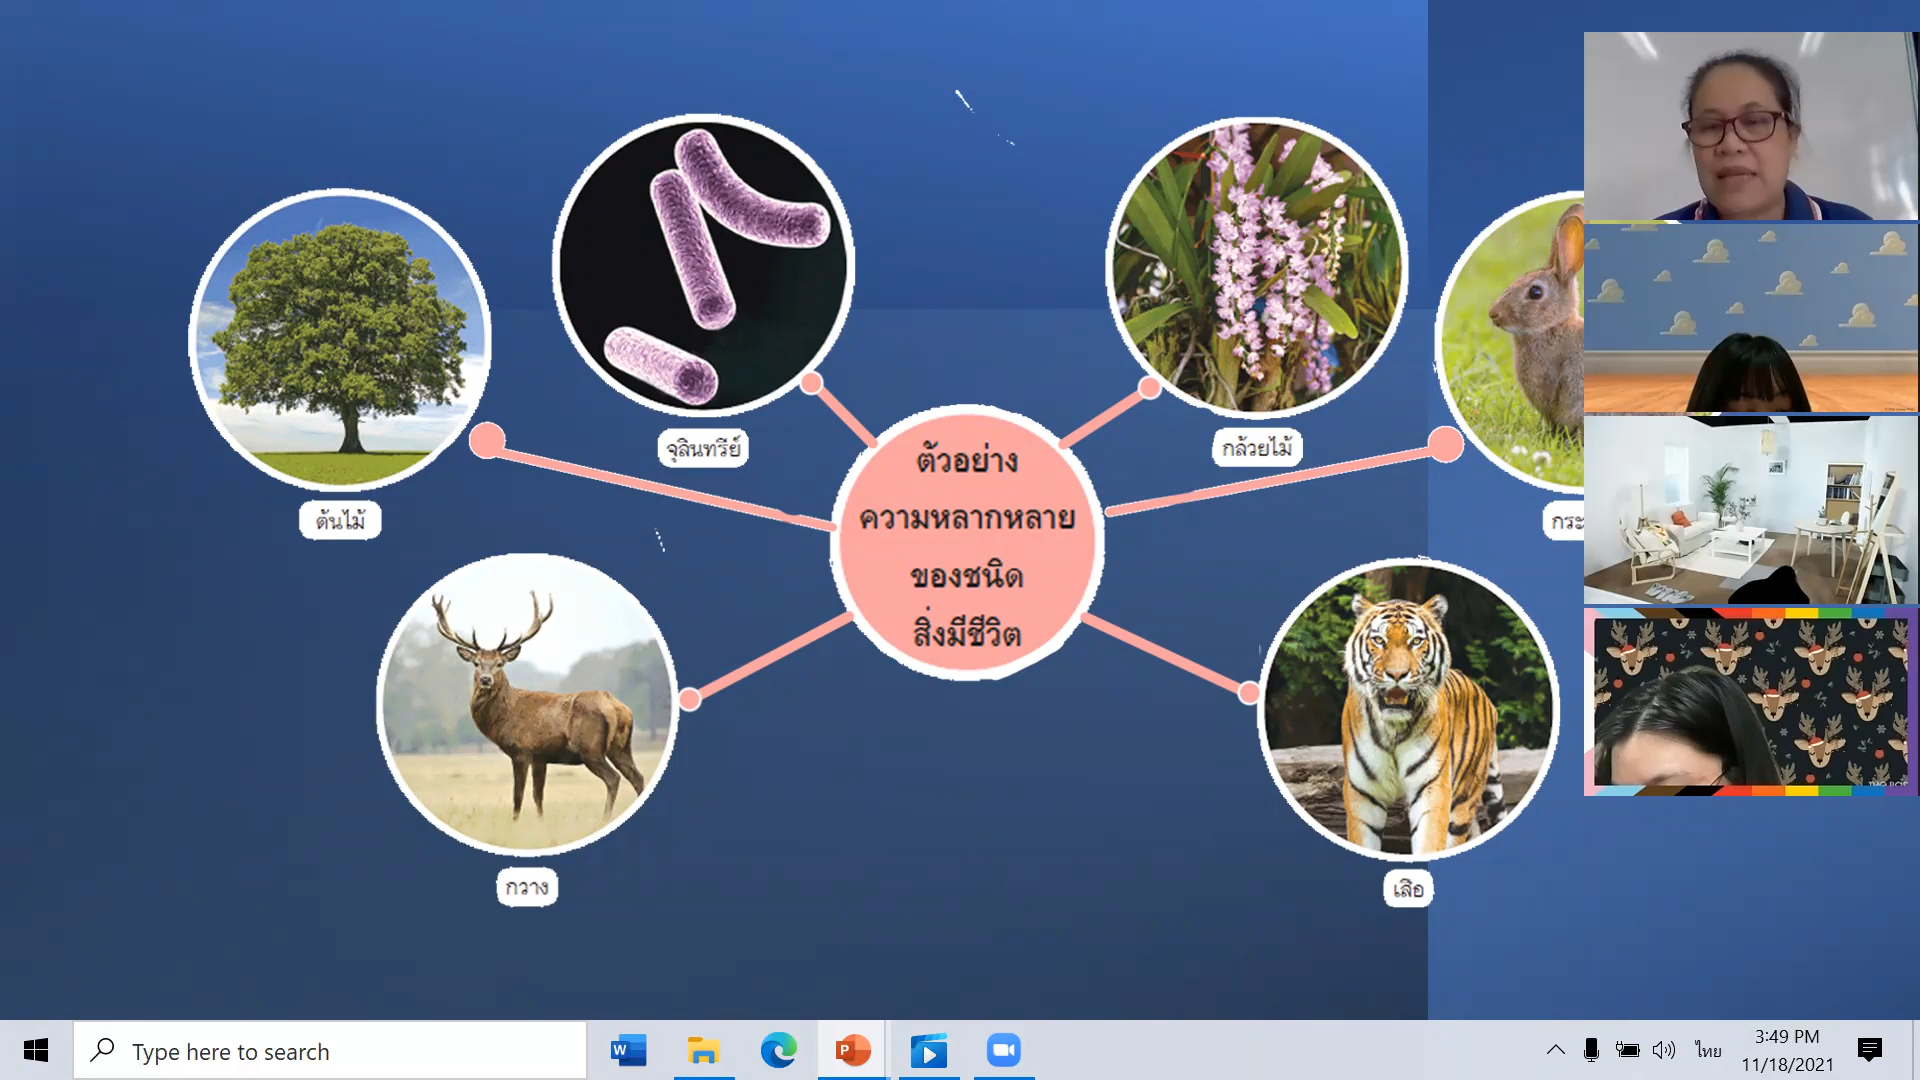 จุลินทรีย์
กล้วยไม้
ต้นไม้
กระ
ตัวอย่าง
ความหลากหลาย
ของชนิด
สิ่งมีชีวิต
กวาง
เสือ
Type here to search
ไทย
3:49 PM
11/18/2021